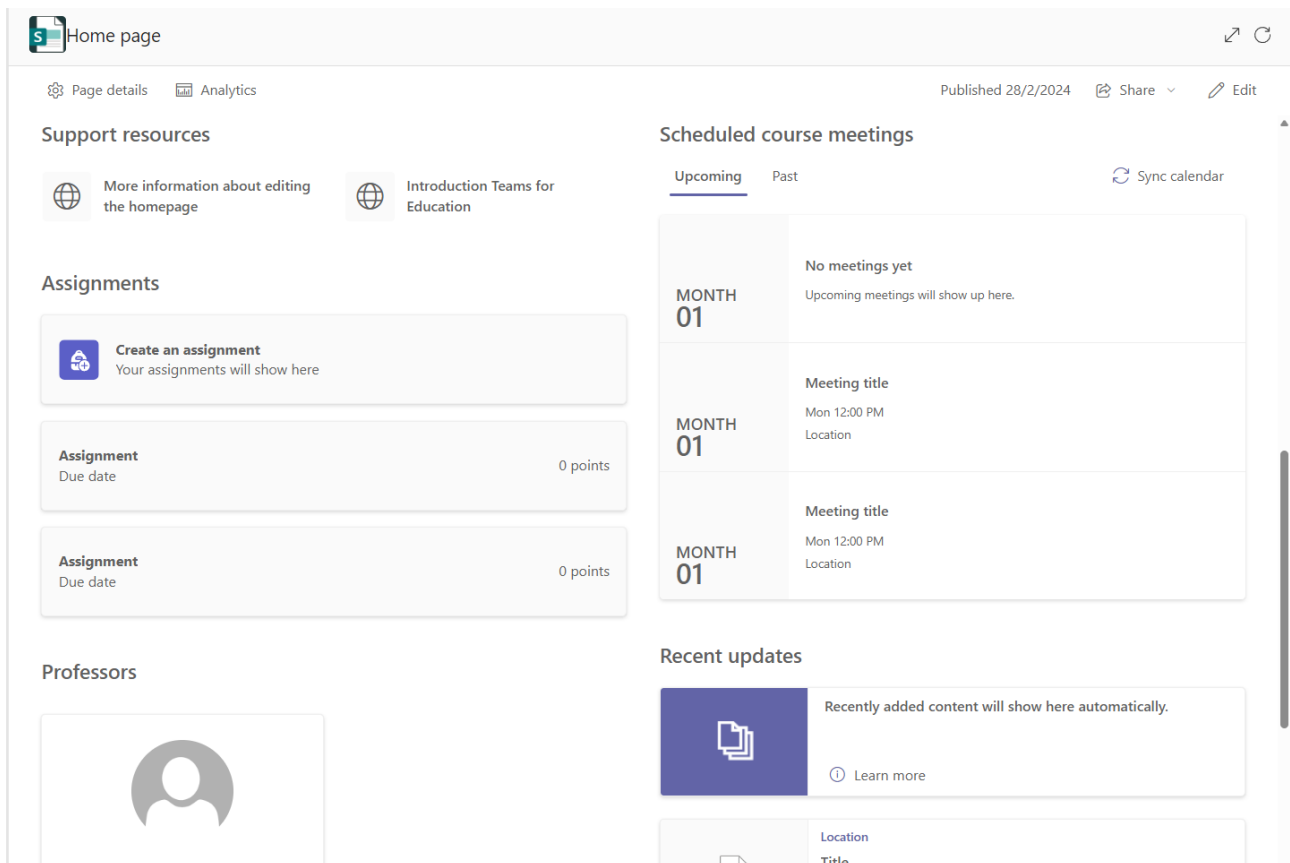 S
Home page
Page details
Analytics
Published 28/2/2024
Share
Edit
Support resources
More information about editing
the homepage
Introduction Teams for
Education
Assignments
Create an assignment
Your assignments will show here
Assignment
Due date
0 points
Assignment
Due date
0 points
Professors
Scheduled course meetings
Upcoming
Past
Sync calendar
MONTH
01
No meetings yet
Upcoming meetings will show up here.
MONTH
01
Meeting title
Mon 12:00 PM
Location
MONTH
01
Meeting title
Mon 12:00 PM
Location
Recent updates
Recently added content will show here automatically.
Learn more
Location
Title